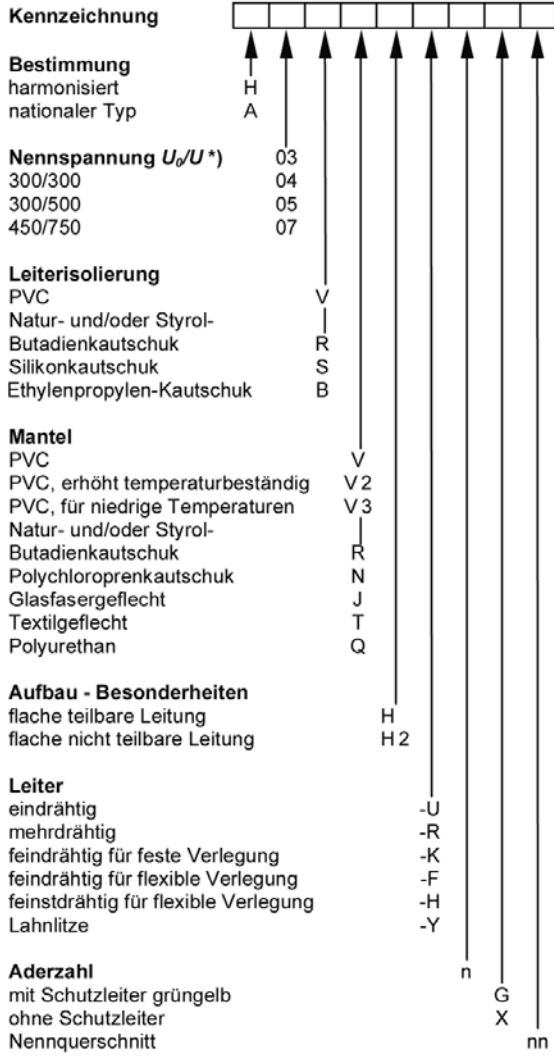 Kennzeichnung
Bestimmung
harmonisiert H
nationaler Typ A
Nennspannung U₀/U *) 03
300/300 04
300/500 05
450/750 07
Leiterisolierung
PVC V
Natur- und/oder Styrol-
Butadienkautschuk R
Silikonkautschuk S
Ethylenpropylen-Kautschuk B
Mantel
PVC V
PVC, erhöht temperaturbeständig V 2
PVC, für niedrige Temperaturen V 3
Natur- und/oder Styrol-
Butadienkautschuk R
Polychloroprenkautschuk N
Glasfasergeflecht J
Textilgeflecht T
Polyurethan Q
Aufbau - Besonderheiten
flache teilbare Leitung H
flache nicht teilbare Leitung H 2
Leiter
eindrähtig -U
mehrdrähtig -R
feindrähtig für feste Verlegung -K
feindrähtig für flexible Verlegung -F
feinstdrähtig für flexible Verlegung -H
Lahnlitze -Y
Aderzahl n
mit Schutzleiter grüngelb G
ohne Schutzleiter X
Nennquerschnitt nn